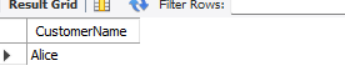 Result Grid Filter Rows:
CustomerName
Alice